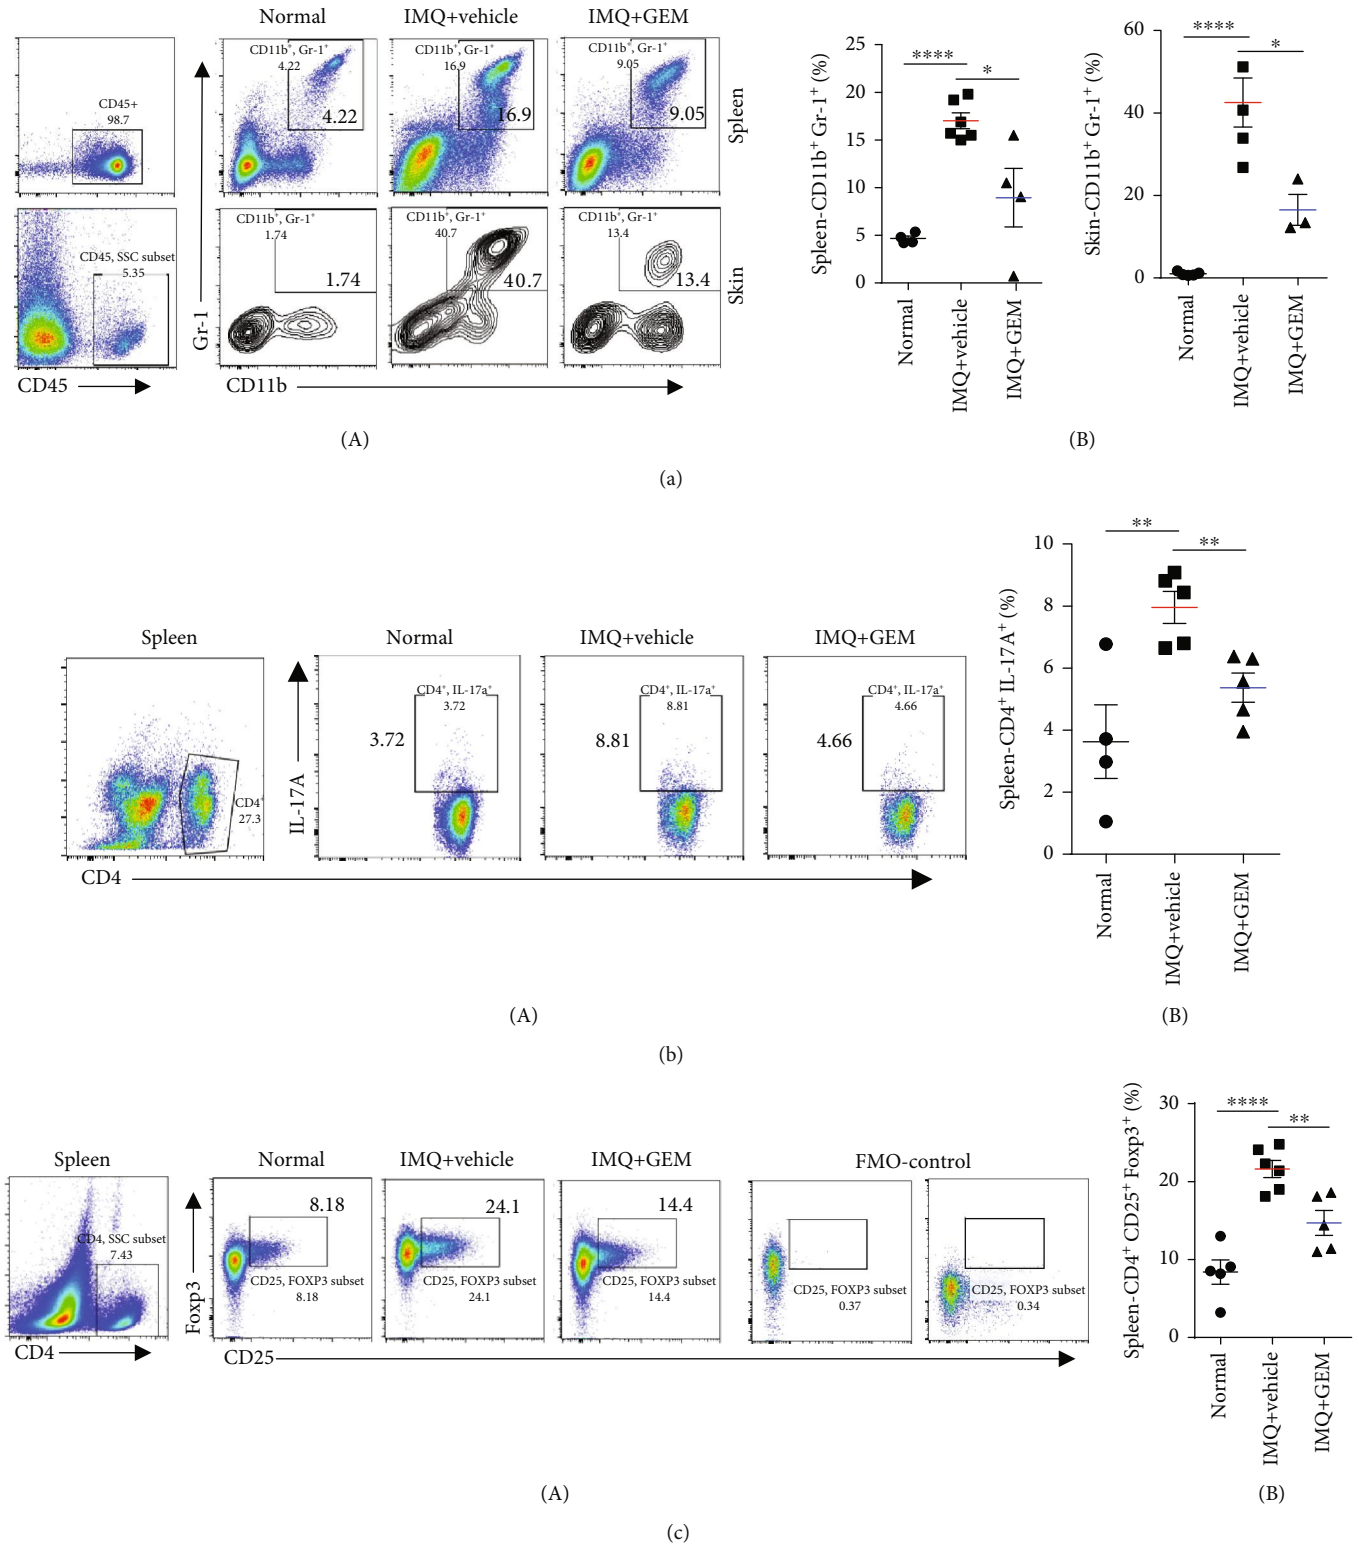 Normal
IMQ+vehicle
IMQ+GEM
CD45+
98.7
CD11b⁺, Gr-1⁺
4.22
4.22
CD11b⁺, Gr-1⁺
16.9
16.9
CD11b⁺, Gr-1⁺
9.05
9.05
Spleen
CD45, SSC subset
5.35
CD11b⁺, Gr-1⁺
1.74
1.74
CD11b⁺, Gr-1⁺
40.7
40.7
CD11b⁺, Gr-1⁺
13.4
13.4
Skin
Gr-1
CD45
CD11b
(A)
Spleen-CD11b⁺ Gr-1⁺ (%)
25
20
15
10
5
0
****
*
Normal
IMQ+vehicle
IMQ+GEM
Skin-CD11b⁺ Gr-1⁺ (%)
60
40
20
0
****
*
Normal
IMQ+vehicle
IMQ+GEM
(B)
(a)
Spleen
Normal
IMQ+vehicle
IMQ+GEM
CD4⁺
27.3
IL-17A
CD4⁺, IL-17a⁺
3.72
3.72
CD4⁺, IL-17a⁺
8.81
8.81
CD4⁺, IL-17a⁺
4.66
4.66
CD4
(A)
Spleen-CD4⁺ IL-17A⁺ (%)
10
8
6
4
2
0
**
**
Normal
IMQ+vehicle
IMQ+GEM
(B)
(b)
Spleen
Normal
IMQ+vehicle
IMQ+GEM
FMO-control
CD4, SSC subset
7.43
Foxp3
8.18
CD25, FOXP3 subset
8.18
24.1
CD25, FOXP3 subset
24.1
14.4
CD25, FOXP3 subset
14.4
CD25, FOXP3 subset
0.37
CD25, FOXP3 subset
0.34
CD4
CD25
(A)
Spleen-CD4⁺ CD25⁺ Foxp3⁺ (%)
30
20
10
0
****
**
Normal
IMQ+vehicle
IMQ+GEM
(B)
(c)